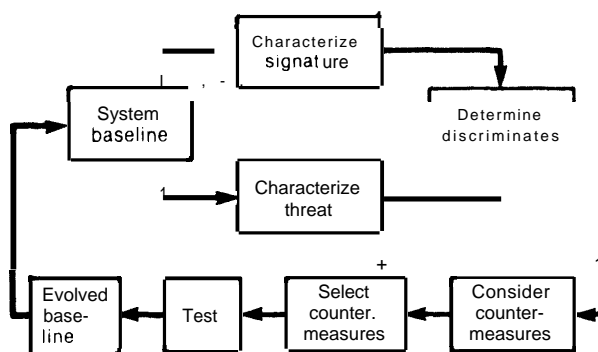 Characterize
signature
System
baseline
Determine
discriminates
Characterize
threat
Evolved
base-
line
Test
Select
counter.
measures
Consider
counter-
measures